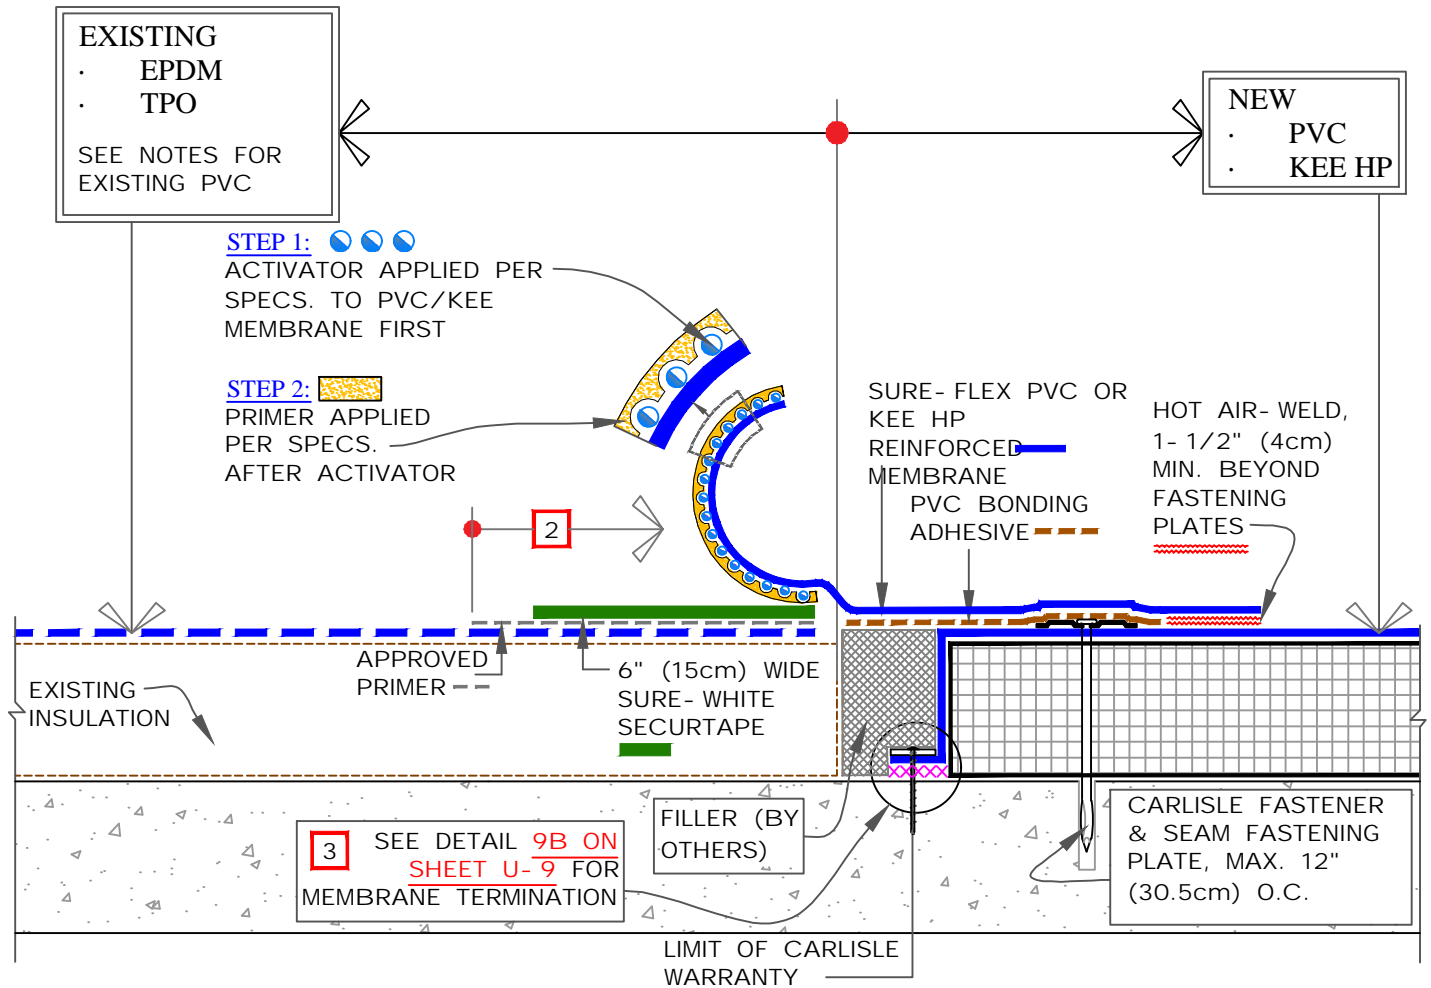 EXISTING
· EPDM
· TPO
SEE NOTES FOR
EXISTING PVC
NEW
· PVC
· KEE HP
STEP 1:
ACTIVATOR APPLIED PER
SPECS. TO PVC/KEE
MEMBRANE FIRST
STEP 2:
PRIMER APPLIED
PER SPECS.
AFTER ACTIVATOR
SURE-FLEX PVC OR
KEE HP
REINFORCED
MEMBRANE
PVC BONDING
ADHESIVE
HOT AIR-WELD,
1-1/2" (4cm)
MIN. BEYOND
FASTENING
PLATES
2
APPROVED
PRIMER
6" (15cm) WIDE
SURE-WHITE
SECURTAPE
EXISTING
INSULATION
3 SEE DETAIL 9B ON
SHEET U-9 FOR
MEMBRANE TERMINATION
FILLER (BY
OTHERS)
CARLISLE FASTENER
& SEAM FASTENING
PLATE, MAX. 12"
(30.5cm) O.C.
LIMIT OF CARLISLE
WARRANTY